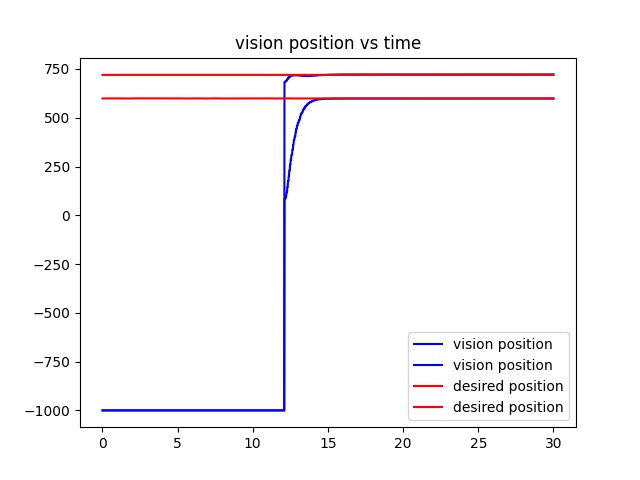 vision position vs time
750
500
250
0
−250
−500
−750
−1000
0 5 10 15 20 25 30
vision position
vision position
desired position
desired position